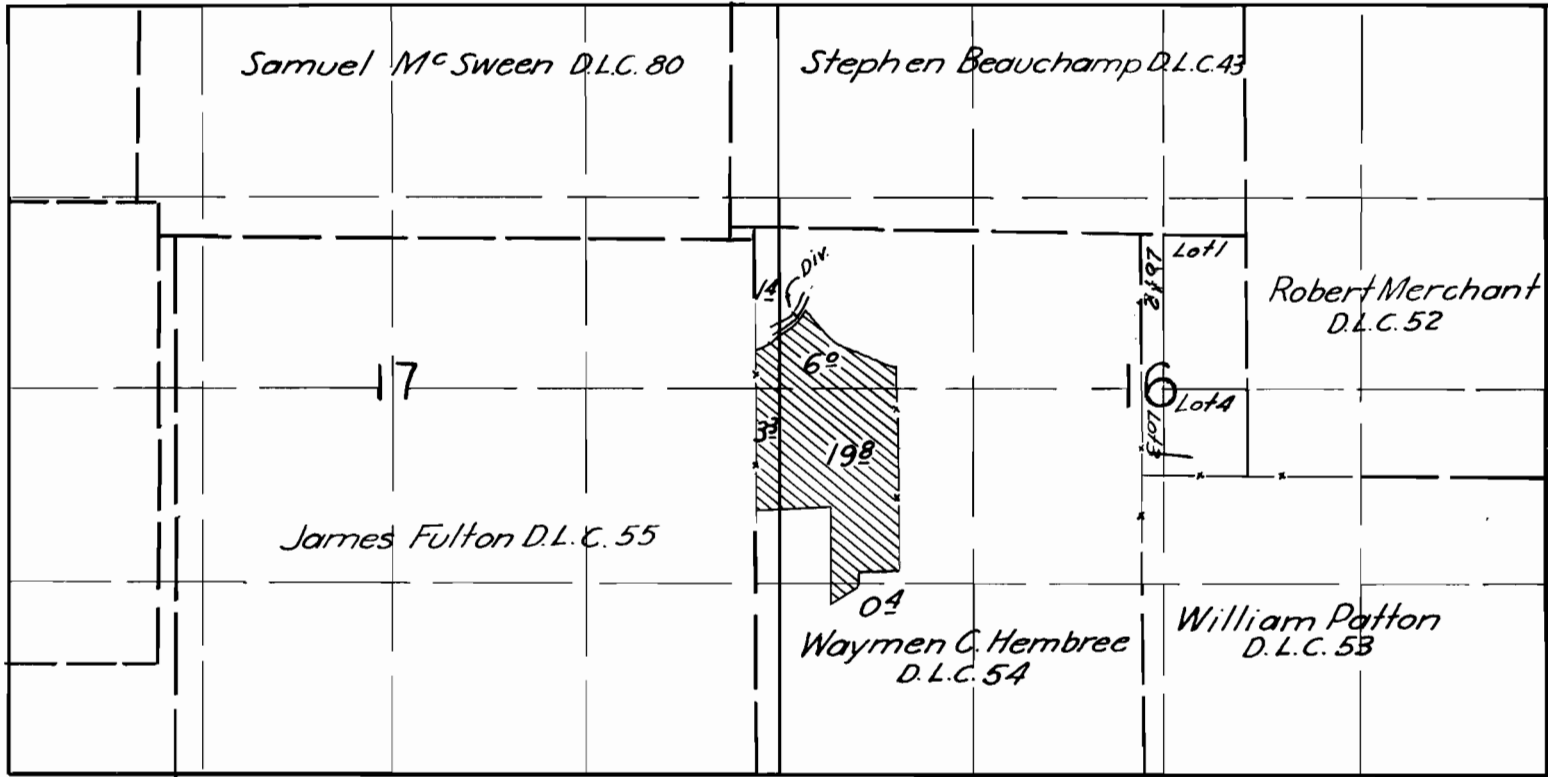 Samuel Mc Sween D.L.C. 80
Stephen Beauchamp D.L.C. 43
Lot 1
Lot 2
Robert Merchant
D.L.C. 52
Div.
1 4
6 0
17
16
Lot 4
Lot 3
3 3
19 8
James Fulton D.L.C. 55
0 4
Waymen C. Hembree
D.L.C. 54
William Patton
D.L.C. 53